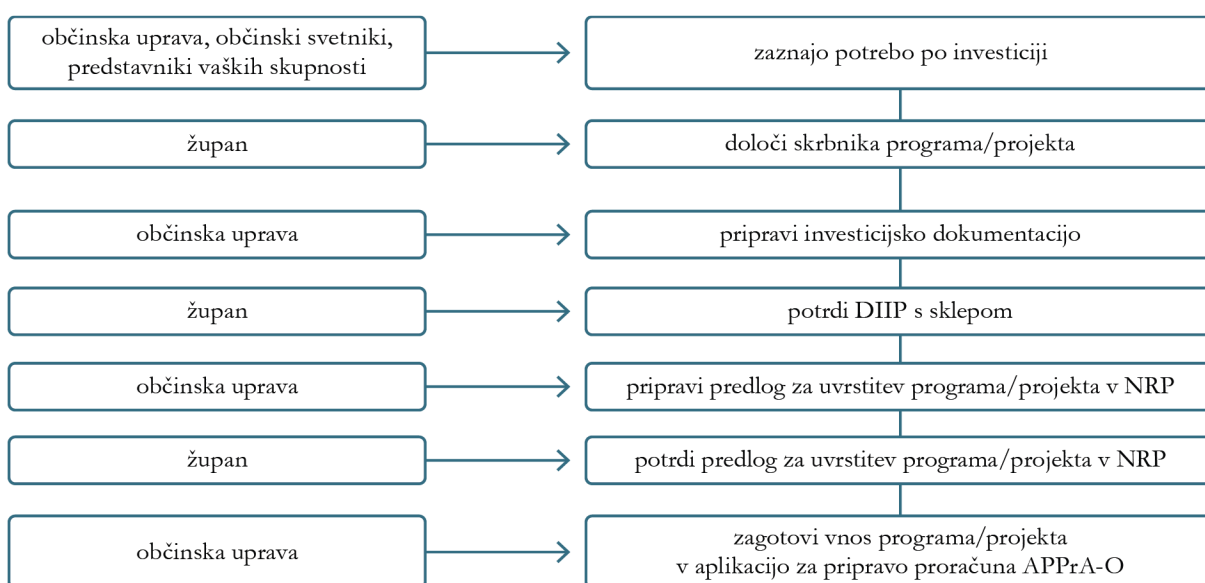 občinska uprava, občinski svetniki,
predstavniki vaških skupnosti
zaznajo potrebo po investiciji
župan
določi skrbnika programa/projekta
občinska uprava
pripravi investicijsko dokumentacijo
župan
potrdi DIIP s sklepom
občinska uprava
pripravi predlog za uvrstitev programa/projekta v NRP
župan
potrdi predlog za uvrstitev programa/projekta v NRP
občinska uprava
zagotovi vnos programa/projekta
v aplikacijo za pripravo proračuna APPrA-O